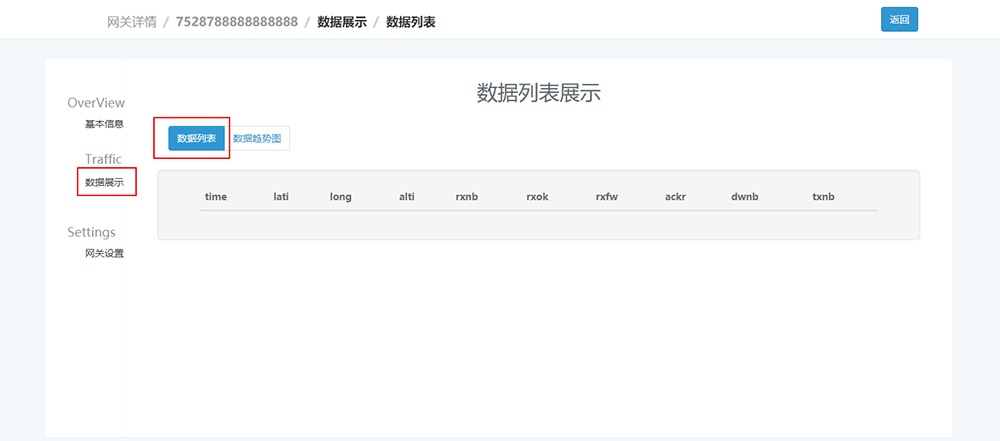 网关详情 / 7528788888888888 / 数据展示 / 数据列表
返回
OverView
基本信息
Traffic
数据展示
Settings
网关设置
数据列表展示
数据列表 数据趋势图
time lati long alti rxnb rxok rxfw ackr dwnb txnb